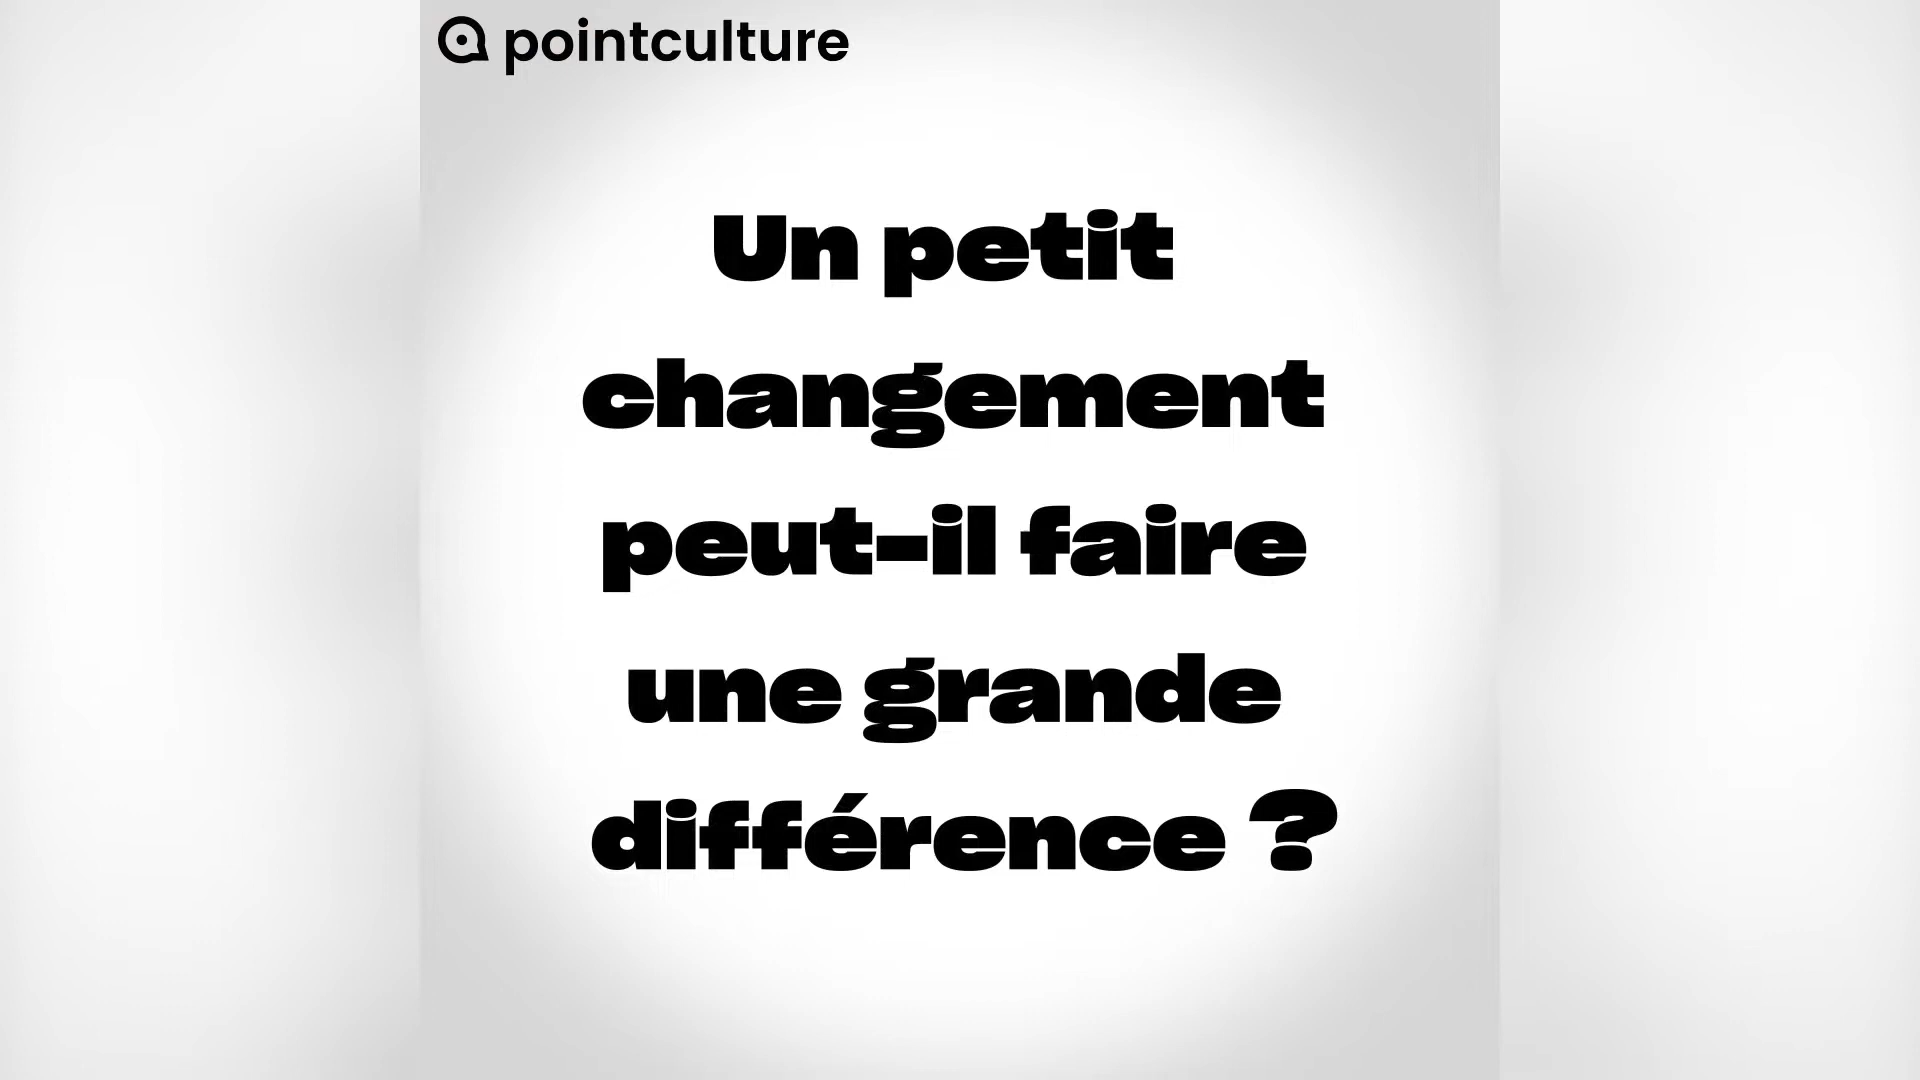 pointculture
Un petit
changement
peut-il faire
une grande
différence ?